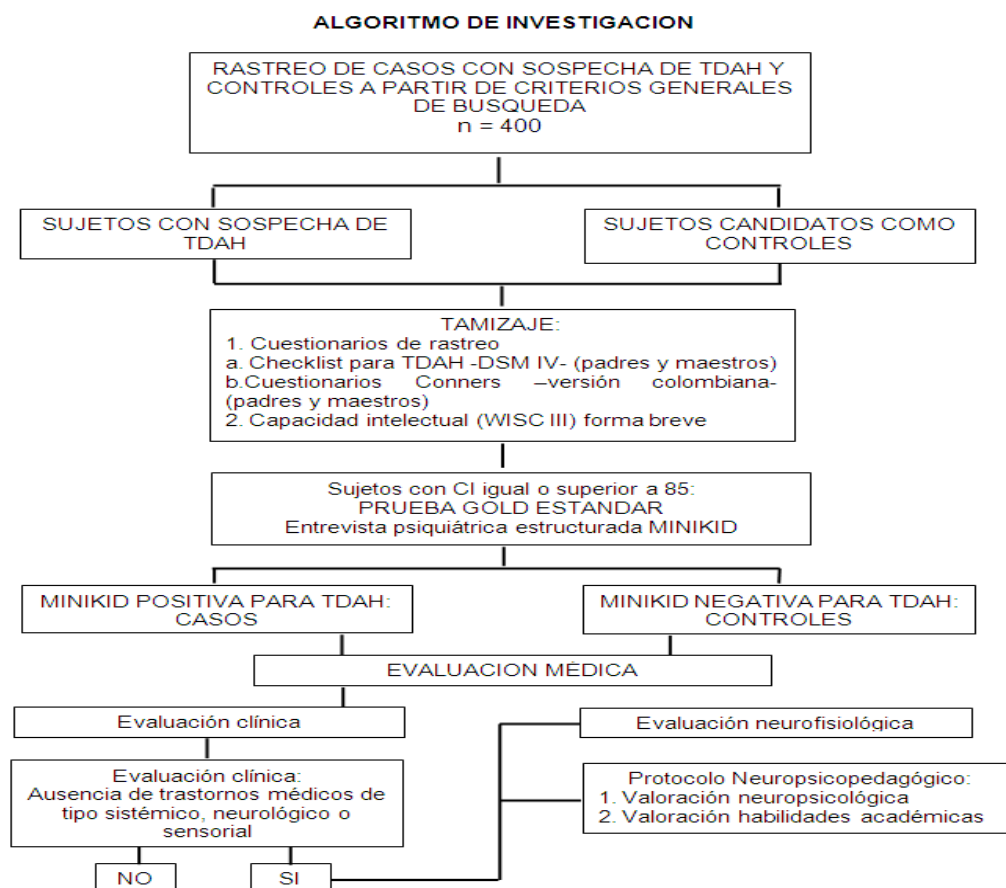 ALGORITMO DE INVESTIGACION
RASTREO DE CASOS CON SOSPECHA DE TDAH Y
CONTROLES A PARTIR DE CRITERIOS GENERALES
DE BUSQUEDA
n = 400
SUJETOS CON SOSPECHA DE
TDAH
SUJETOS CANDIDATOS COMO
CONTROLES
TAMIZAJE:
1. Cuestionarios de rastreo
a. Checklist para TDAH -DSM IV- (padres y maestros)
b.Cuestionarios Conners –versión colombiana-
(padres y maestros)
2. Capacidad intelectual (WISC III) forma breve
Sujetos con CI igual o superior a 85:
PRUEBA GOLD ESTANDAR
Entrevista psiquiátrica estructurada MINIKID
MINIKID POSITIVA PARA TDAH:
CASOS
MINIKID NEGATIVA PARA TDAH:
CONTROLES
EVALUACION MÉDICA
Evaluación clínica
Evaluación neurofisiológica
Evaluación clínica:
Ausencia de trastornos médicos de
tipo sistémico, neurológico o
sensorial
Protocolo Neuropsicopedagógico:
1. Valoración neuropsicológica
2. Valoración habilidades académicas
NO
SI